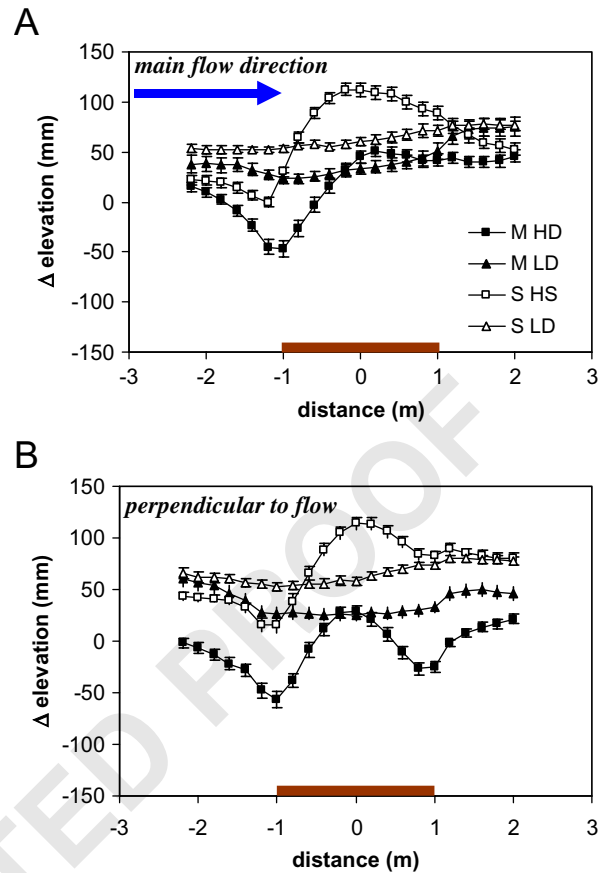 A
main flow direction
150
100
50
0
-50
-100
-150
Δ elevation (mm)
M HD
M LD
S HS
S LD
-3 -2 -1 0 1 2 3
distance (m)
B
perpendicular to flow
150
100
50
0
-50
-100
-150
Δ elevation (mm)
-3 -2 -1 0 1 2 3
distance (m)
TED PROOF